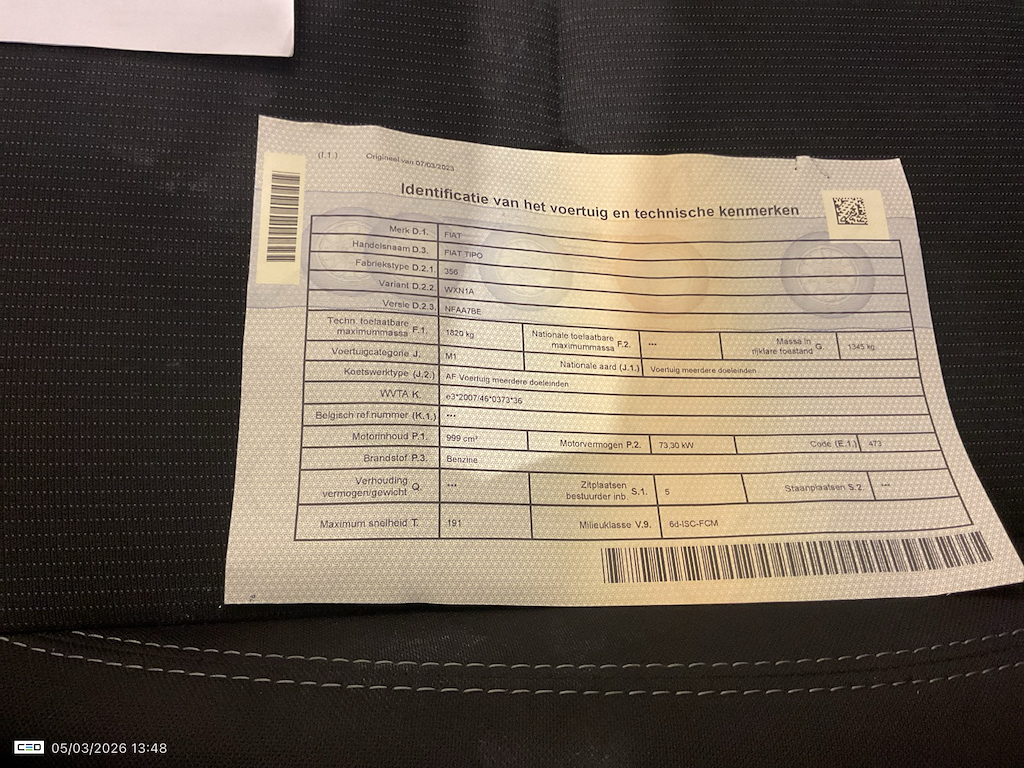 (I.1.) Origineel van 07/03/2023
Identificatie van het voertuig en technische kenmerken
Merk D.1. FIAT
Handelsnaam D.3. FIAT TIPO
Fabriekstype D.2.1. 356
Variant D.2.2. WXN1A
Versie D.2.3. NFAA7BE
Techn. toelaatbare maximummassa F.1. 1820 kg Nationale toelaatbare maximummassa F.2. *** Massa in rijklare toestand G. 1345 kg
Voertuigcategorie J. M1 Nationale aard (J.1.) Voertuig meerdere doeleinden
Koetswerktype (J.2.) AF Voertuig meerdere doeleinden
WVTA K. e3*2007/46*0373*36
Belgisch ref.nummer (K.1.) ***
Motorinhoud P.1. 999 cm³ Motorvermogen P.2. 73,30 kW Code (E.1.) 473
Brandstof P.3. Benzine
Verhouding vermogen/gewicht Q. *** Zitplaatsen bestuurder inb. S.1. 5 Staanplaatsen S.2. ***
Maximum snelheid T. 191 Milieuklasse V.9. 6d-ISC-FCM
CEO 05/03/2026 13:48